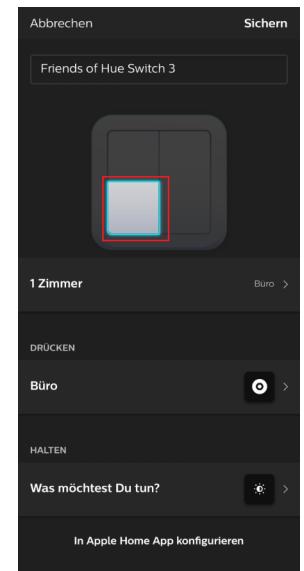 Abbrechen Sichern
Friends of Hue Switch 3
1 Zimmer Büro
DRÜCKEN
Büro
HALTEN
Was möchtest Du tun?
In Apple Home App konfigurieren